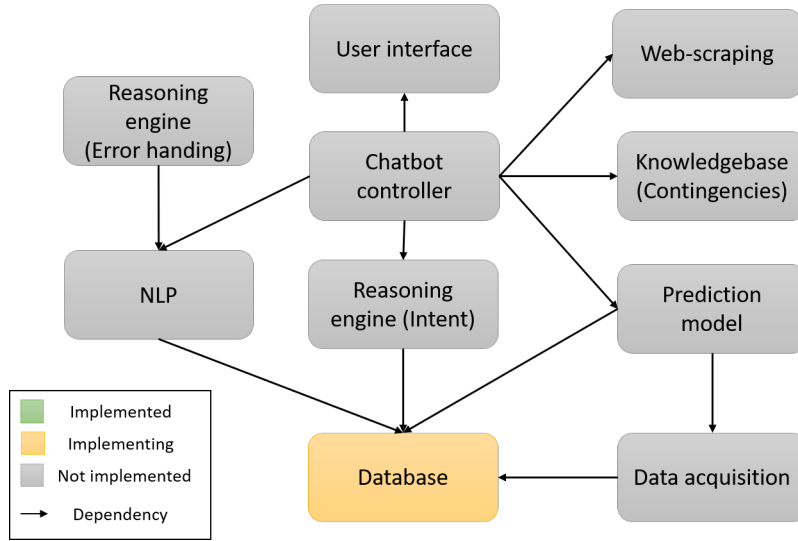 User interface
Web-scraping
Reasoning
engine
(Error handing)
Chatbot
controller
Knowledgebase
(Contingencies)
NLP
Reasoning
engine (Intent)
Prediction
model
Implemented
Implementing
Not implemented
Dependency
Database
Data acquisition